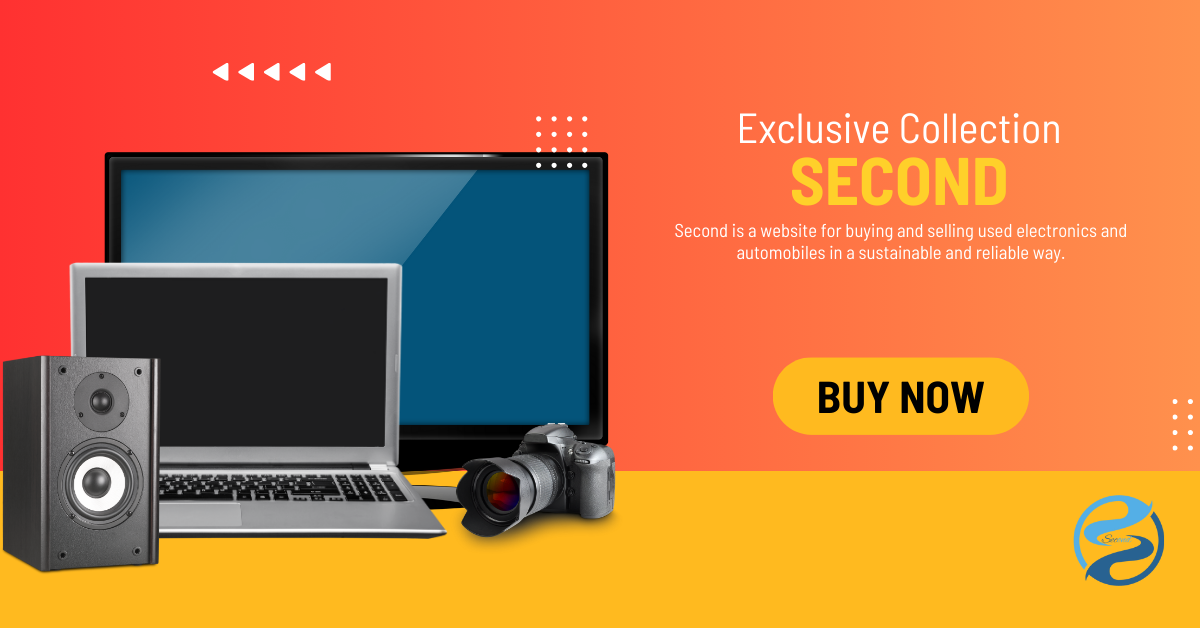 Exclusive Collection
SECOND
Second is a website for buying and selling used electronics and
automobiles in a sustainable and reliable way.
BUY NOW
Second